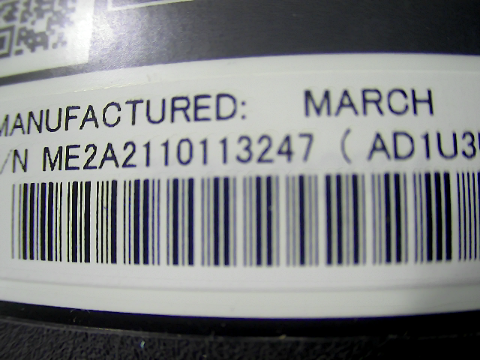 MANUFACTURED: MARCH
/N ME2A2110113247 ( AD1U3